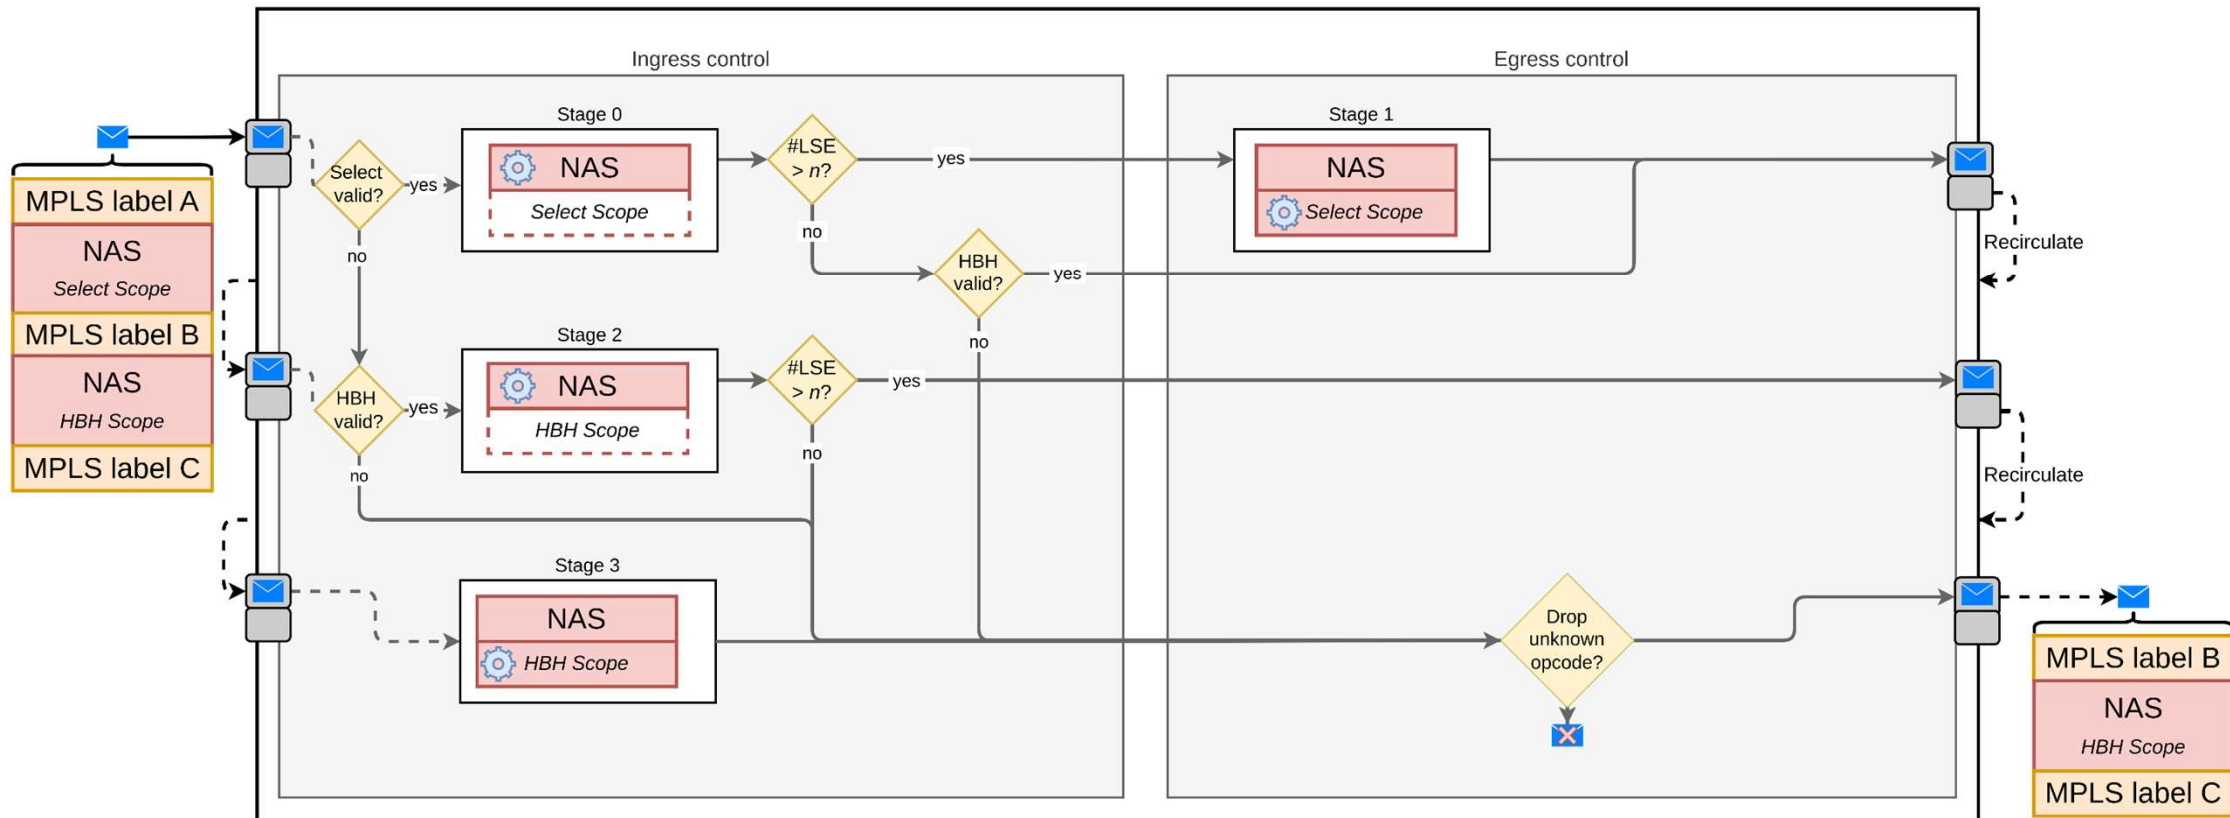 Ingress control
Egress control
Stage 0
Stage 1
NAS
Select Scope
#LSE
> n?
yes
NAS
Select Scope
Select
valid?
yes
no
no
HBH
valid?
yes
no
Recirculate
MPLS label A
NAS
Select Scope
MPLS label B
NAS
HBH Scope
MPLS label C
Stage 2
HBH
valid?
yes
no
NAS
HBH Scope
#LSE
> n?
yes
no
Recirculate
Stage 3
NAS
HBH Scope
Drop
unknown
opcode?
MPLS label B
NAS
HBH Scope
MPLS label C